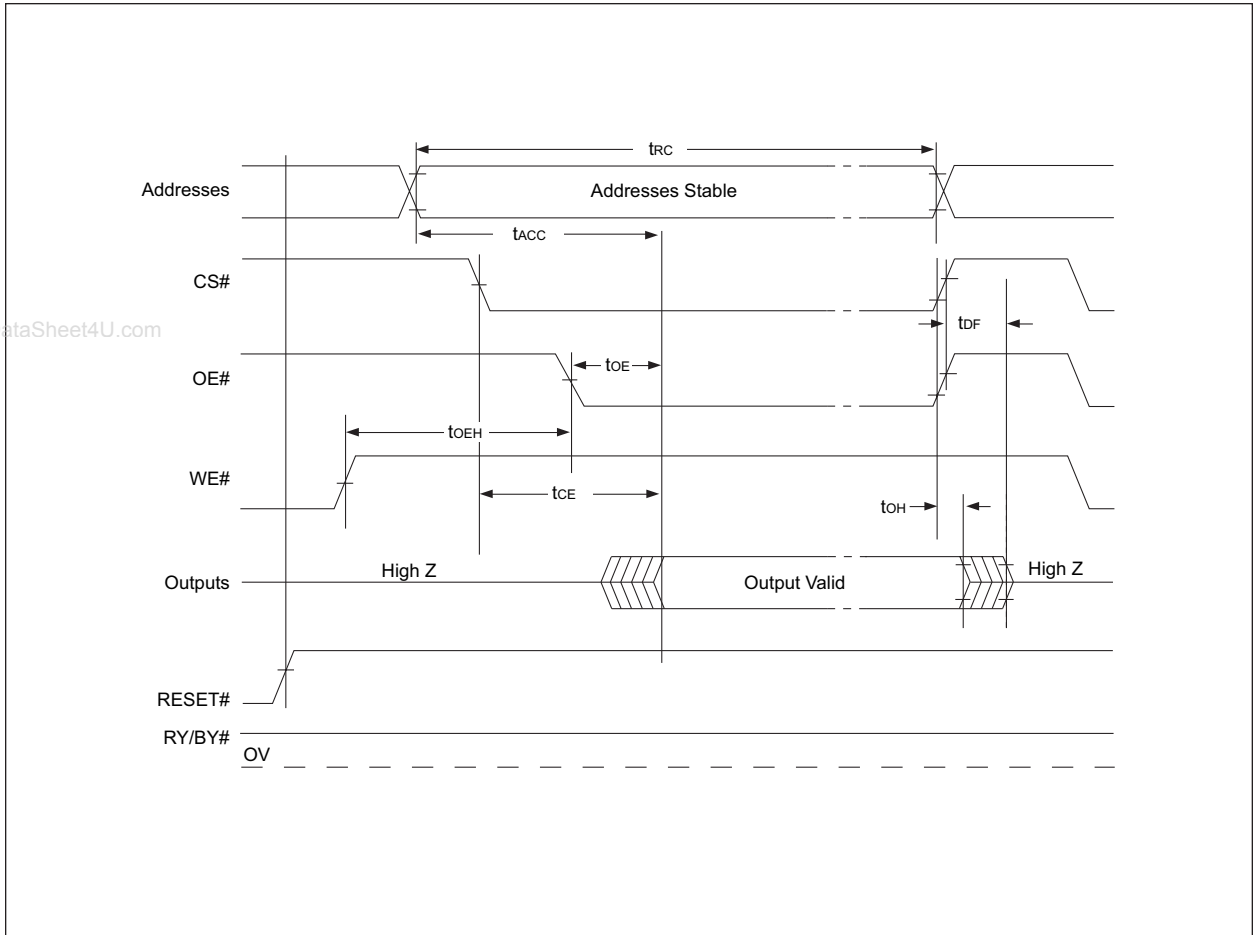 tRC
Addresses
Addresses Stable
tACC
CS#
ataSheet4U.com
tDF
OE#
tOE
tOEH
WE#
tCE
tOH
Outputs
High Z
Output Valid
High Z
RESET#
RY/BY#
OV